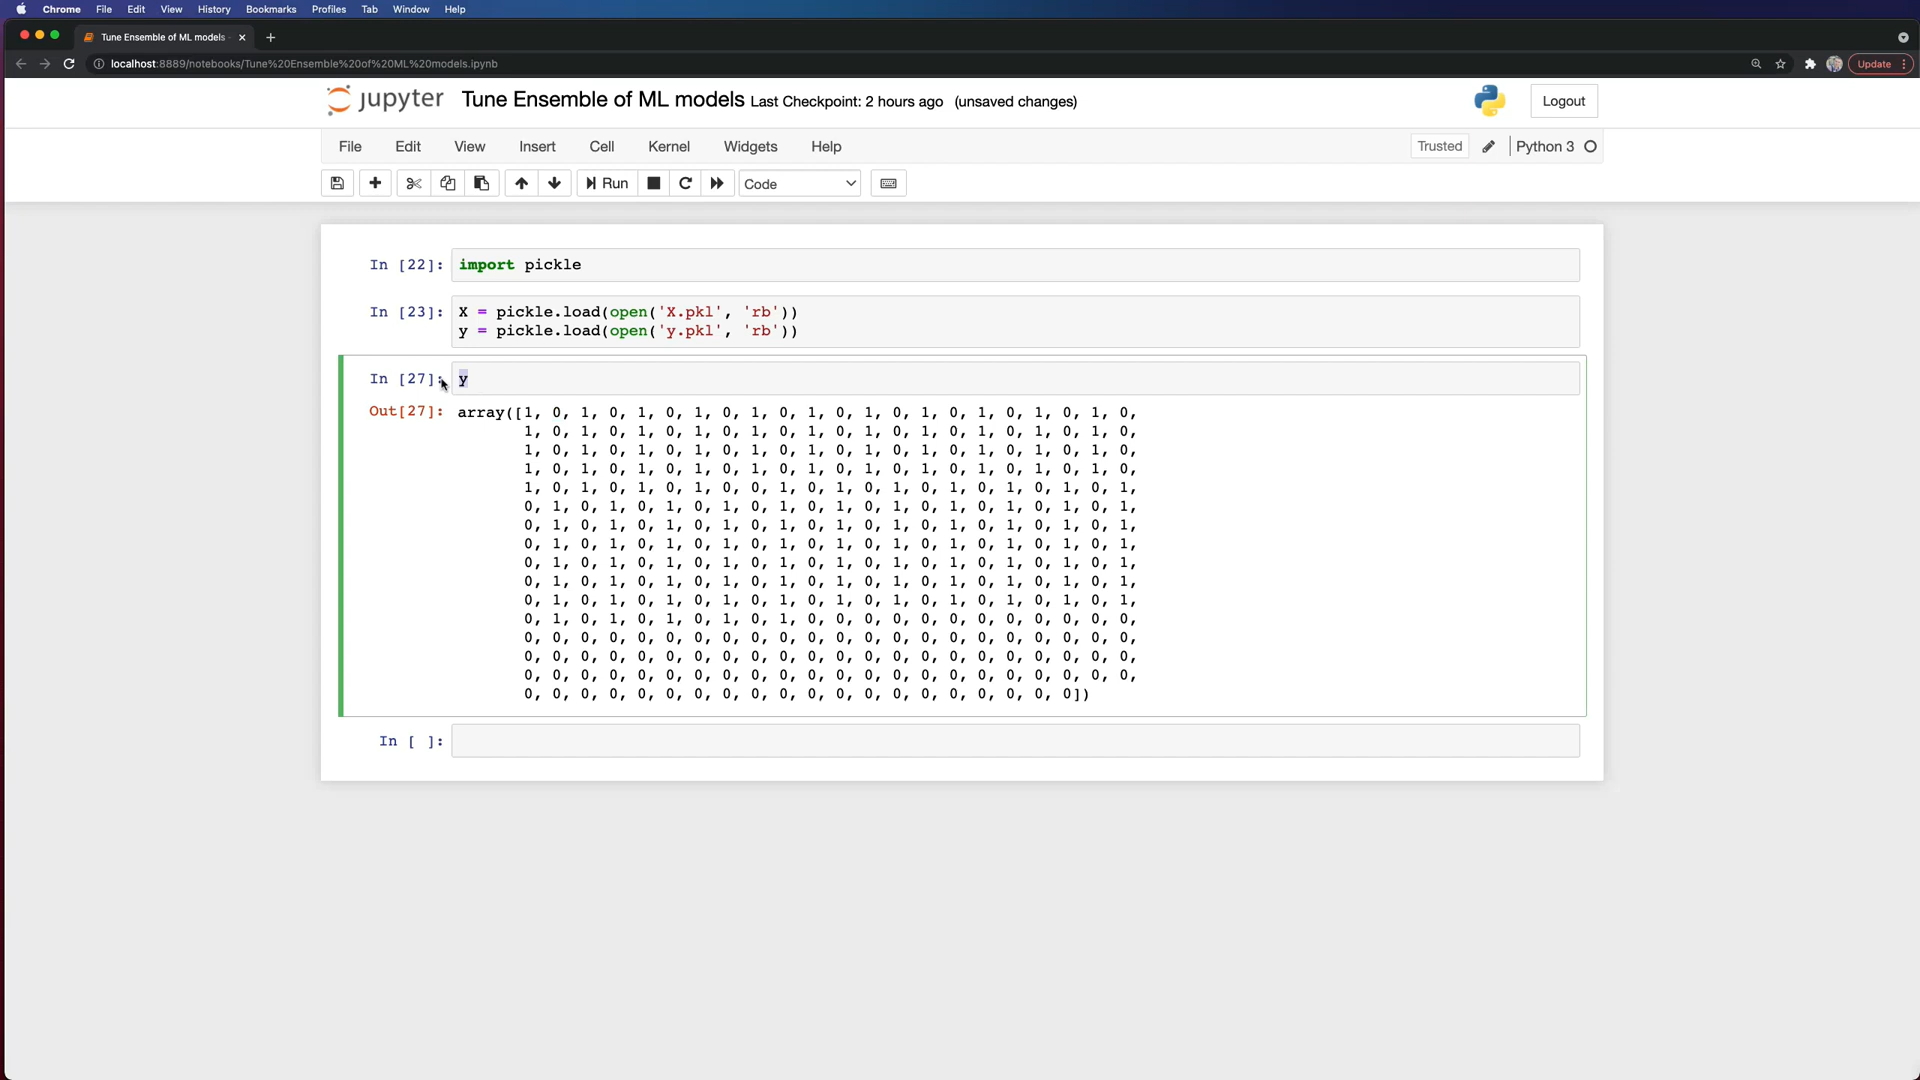 Chrome File Edit View History Bookmarks Profiles Tab Window Help
Tune Ensemble of ML models -
localhost:8889/notebooks/Tune%20Ensemble%20of%20ML%20models.ipynb
Update
jupyter Tune Ensemble of ML models Last Checkpoint: 2 hours ago (unsaved changes)
Logout
File Edit View Insert Cell Kernel Widgets Help
Trusted Python 3
Run Code
In [22]: import pickle
In [23]: X = pickle.load(open('X.pkl', 'rb'))
y = pickle.load(open('y.pkl', 'rb'))
In [27]: y
Out[27]: array([1, 0, 1, 0, 1, 0, 1, 0, 1, 0, 1, 0, 1, 0, 1, 0, 1, 0, 1, 0, 1, 0,
1, 0, 1, 0, 1, 0, 1, 0, 1, 0, 1, 0, 1, 0, 1, 0, 1, 0, 1, 0, 1, 0,
1, 0, 1, 0, 1, 0, 1, 0, 1, 0, 1, 0, 1, 0, 1, 0, 1, 0, 1, 0, 1, 0,
1, 0, 1, 0, 1, 0, 1, 0, 1, 0, 1, 0, 1, 0, 1, 0, 1, 0, 1, 0, 1, 0,
1, 0, 1, 0, 1, 0, 1, 0, 0, 1, 0, 1, 0, 1, 0, 1, 0, 1, 0, 1, 0, 1,
0, 1, 0, 1, 0, 1, 0, 1, 0, 1, 0, 1, 0, 1, 0, 1, 0, 1, 0, 1, 0, 1,
0, 1, 0, 1, 0, 1, 0, 1, 0, 1, 0, 1, 0, 1, 0, 1, 0, 1, 0, 1, 0, 1,
0, 1, 0, 1, 0, 1, 0, 1, 0, 1, 0, 1, 0, 1, 0, 1, 0, 1, 0, 1, 0, 1,
0, 1, 0, 1, 0, 1, 0, 1, 0, 1, 0, 1, 0, 1, 0, 1, 0, 1, 0, 1, 0, 1,
0, 1, 0, 1, 0, 1, 0, 1, 0, 1, 0, 1, 0, 1, 0, 1, 0, 1, 0, 1, 0, 1,
0, 1, 0, 1, 0, 1, 0, 1, 0, 1, 0, 1, 0, 1, 0, 1, 0, 1, 0, 1, 0, 1,
0, 1, 0, 1, 0, 1, 0, 1, 0, 1, 0, 0, 0, 0, 0, 0, 0, 0, 0, 0, 0, 0,
0, 0, 0, 0, 0, 0, 0, 0, 0, 0, 0, 0, 0, 0, 0, 0, 0, 0, 0, 0, 0, 0,
0, 0, 0, 0, 0, 0, 0, 0, 0, 0, 0, 0, 0, 0, 0, 0, 0, 0, 0, 0, 0, 0,
0, 0, 0, 0, 0, 0, 0, 0, 0, 0, 0, 0, 0, 0, 0, 0, 0, 0, 0, 0, 0, 0,
0, 0, 0, 0, 0, 0, 0, 0, 0, 0, 0, 0, 0, 0, 0, 0, 0, 0, 0, 0])
In [ ]: